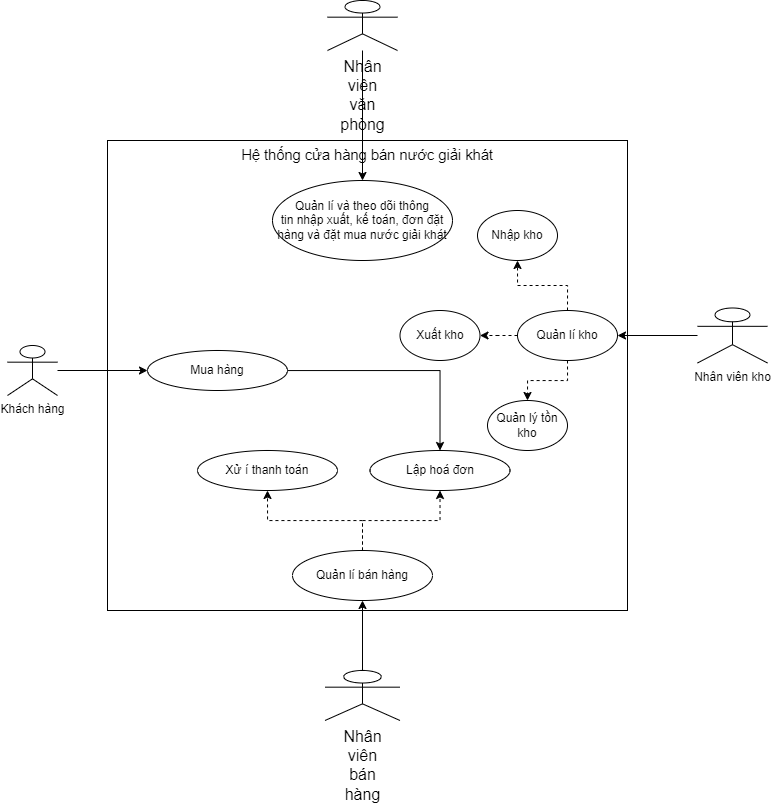 Nhân
viên
văn
phòng
Hệ thống cửa hàng bán nước giải khát
Quản lí và theo dõi thông
tin nhập xuất, kế toán, đơn đặt
hàng và đặt mua nước giải khát
Nhập kho
Xuất kho
Quản lí kho
Nhân viên kho
Mua hàng
Khách hàng
Quản lý tồn
kho
Xử í thanh toán
Lập hoá đơn
Quản lí bán hàng
Nhân
viên
bán
hàng